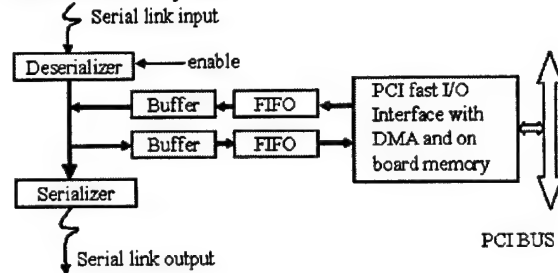 Serial link input
Deserializer
enable
Buffer
FIFO
Buffer
FIFO
PCI fast I/O
Interface with
DMA and on
board memory
Serializer
Serial link output
PCI BUS